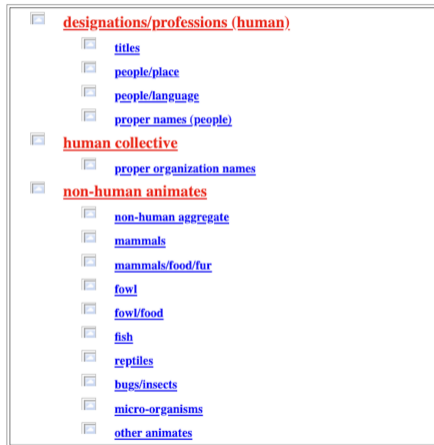 designations/professions (human)
titles
people/place
people/language
proper names (people)
human collective
proper organization names
non-human animates
non-human aggregate
mammals
mammals/food/fur
fowl
fowl/food
fish
reptiles
bugs/insects
micro-organisms
other animates